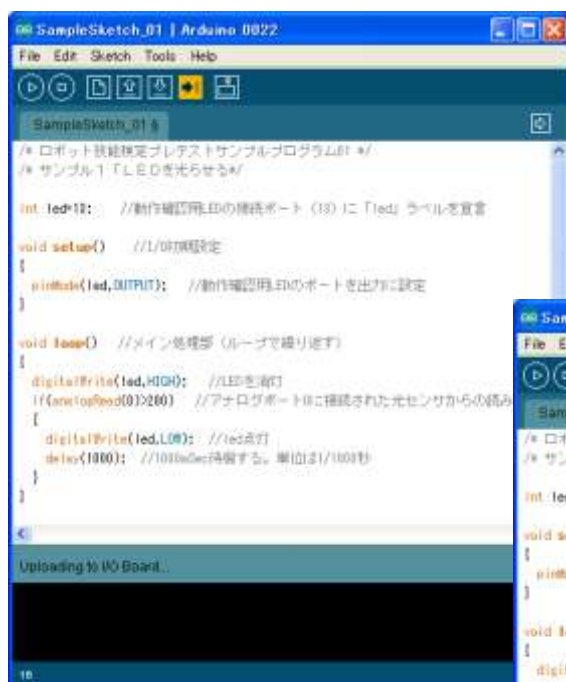 SampleSketch_01 | Arduino 0022
File Edit Sketch Tools Help
SampleSketch_01 §
/* ロボット技能検定プレテストサンプルプログラム01 */
/* サンプル1「LEDを光らせる*/
int led=13; //動作確認用LEDの接続ポート（13）に「led」ラベルを宣言
void setup() //I/O初期設定
{
pinMode(led,OUTPUT); //動作確認用LEDのポートを出力に設定
}
void loop() //メイン処理部（ループで繰り返す）
{
digitalWrite(led,HIGH); //LEDを消灯
if(analogRead(0)>200) //アナログポート0に接続された光センサからの読み
{
digitalWrite(led,LOW); //led点灯
delay(1000); //1000mSec待機する。単位は1/1000秒
}
}
Uploading to I/O Board...
16
Sam
File E
Sam
/* ロボ
/* サン
int le
void s
{
pinM
}
void l
{
digit